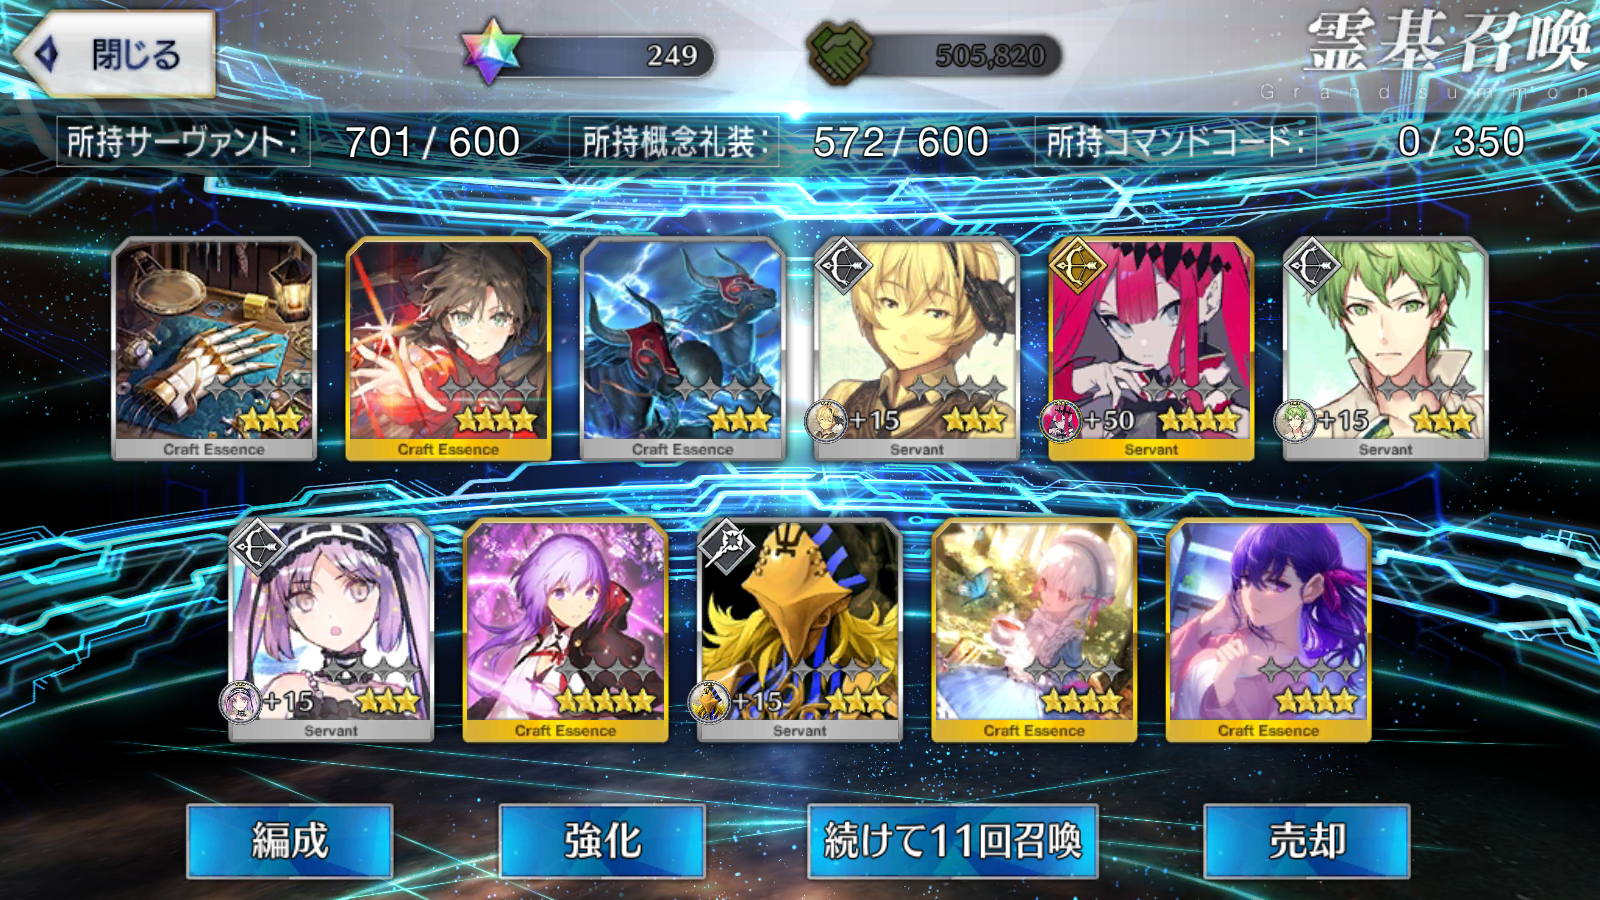 閉じる
249
505,820
霊基召喚
Grand summon
所持サーヴァント: 701 / 600
所持概念礼装: 572 / 600
所持コマンドコード: 0 / 350
Craft Essence
Craft Essence
Craft Essence
+15
Servant
+50
Servant
+15
Servant
+15
Servant
Craft Essence
+15
Servant
Craft Essence
Craft Essence
編成
強化
続けて11回召喚
売却